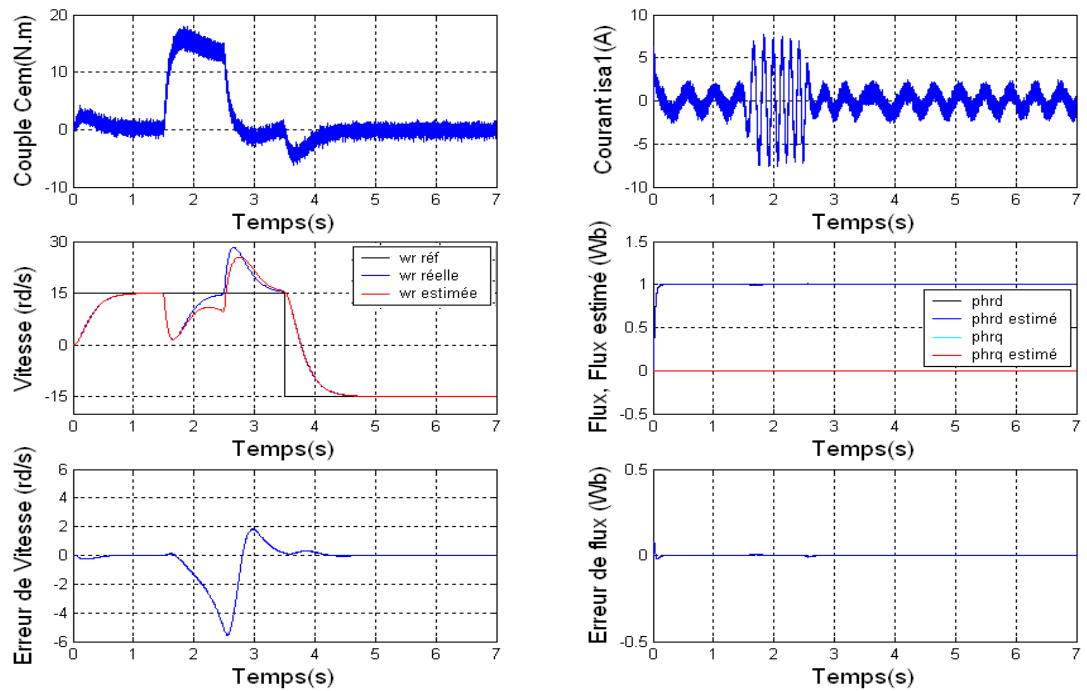 Couple Cem(N.m)
20
10
0
-10
0 1 2 3 4 5 6 7
Temps(s)
Courant isa1(A)
10
5
0
-5
10
0 1 2 3 4 5 6 7
Temps(s)
Vitesse (rd/s)
30
15
0
-15
wr réf
wr réelle
wr estimée
0 1 2 3 4 5 6 7
Temps(s)
Flux, Flux estimé (Wb)
1.5
1
0.5
0
-0.5
phrd
phrd estimé
phrq
phrq estimé
0 1 2 3 4 5 6 7
Temps(s)
Erreur de Vitesse (rd/s)
6
4
2
0
-2
-4
-6
0 1 2 3 4 5 6 7
Temps(s)
Erreur de flux (Wb)
0.5
0
-0.5
0 1 2 3 4 5 6 7
Temps(s)